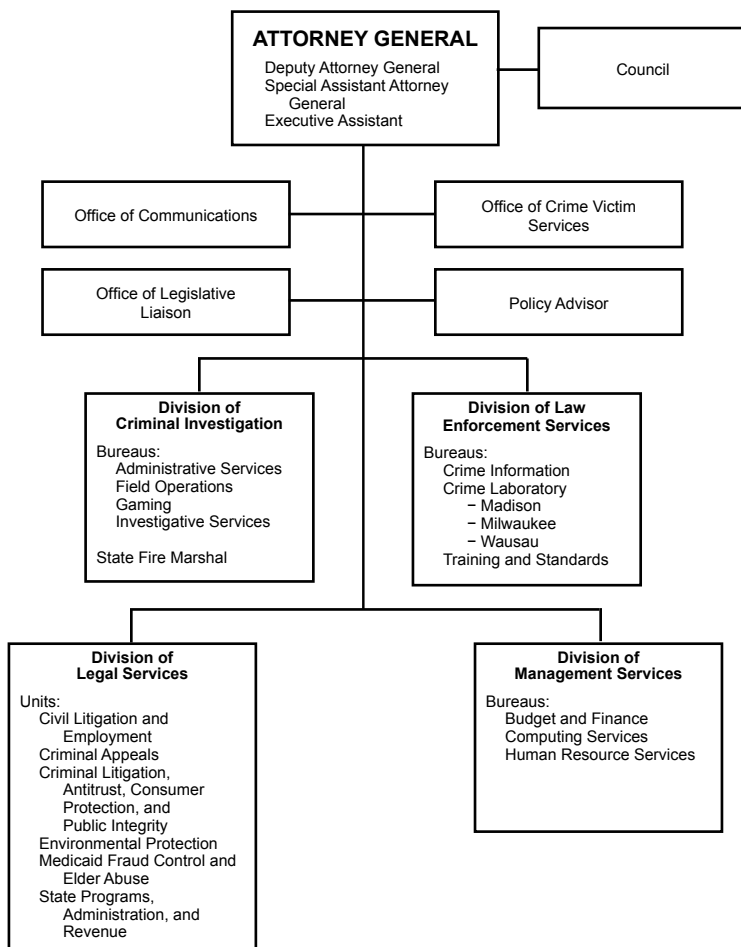 ATTORNEY GENERAL
Deputy Attorney General
Special Assistant Attorney
General
Executive Assistant
Council
Office of Communications
Office of Crime Victim
Services
Office of Legislative
Liaison
Policy Advisor
Division of
Criminal Investigation
Bureaus:
Administrative Services
Field Operations
Gaming
Investigative Services
State Fire Marshal
Division of Law
Enforcement Services
Bureaus:
Crime Information
Crime Laboratory
− Madison
− Milwaukee
− Wausau
Training and Standards
Division of
Legal Services
Units:
Civil Litigation and
Employment
Criminal Appeals
Criminal Litigation,
Antitrust, Consumer
Protection, and
Public Integrity
Environmental Protection
Medicaid Fraud Control and
Elder Abuse
State Programs,
Administration, and
Revenue
Division of
Management Services
Bureaus:
Budget and Finance
Computing Services
Human Resource Services